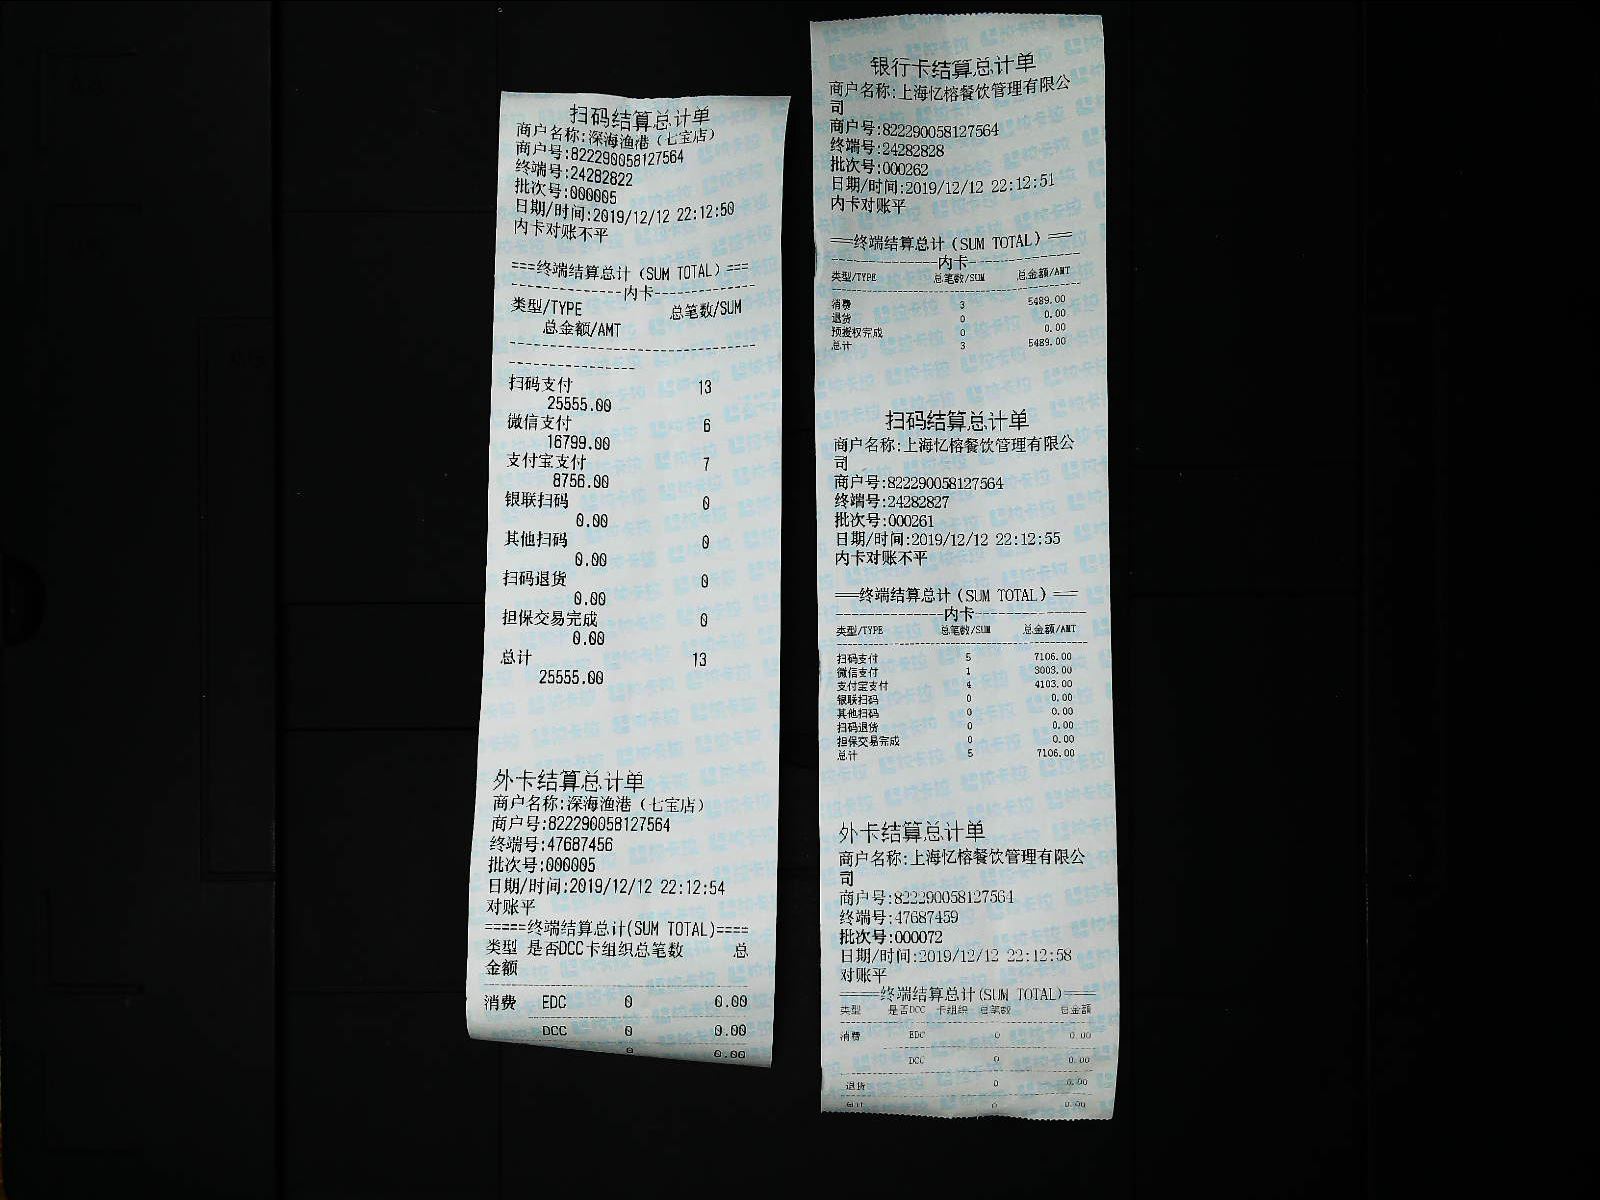 扫码结算总计单
商户名称:深海渔港（七宝店）
商户号:822290058127564
终端号:24282822
批次号:000005
日期/时间:2019/12/12 22:12:50
内卡对账不平
===终端结算总计（SUM TOTAL）===
内卡
类型/TYPE 总笔数/SUM
总金额/AMT
扫码支付 13
25555.00
微信支付 6
16799.00
支付宝支付 7
8756.00
银联扫码 0
0.00
其他扫码 0
0.00
扫码退货 0
0.00
担保交易完成 0
0.00
总计 13
25555.00
外卡结算总计单
商户名称:深海渔港（七宝店）
商户号:822290058127564
终端号:47687456
批次号:000005
日期/时间:2019/12/12 22:12:54
对账平
=====终端结算总计(SUM TOTAL)====
类型 是否DCC卡组织总笔数 总
金额
消费 EDC 0 0.00
DCC 0 0.00
0 0.00
银行卡结算总计单
商户名称:上海忆榕餐饮管理有限公
司
商户号:822290058127564
终端号:24282828
批次号:000262
日期/时间:2019/12/12 22:12:51
内卡对账平
===终端结算总计（SUM TOTAL）===
内卡
类型/TYPE 总笔数/SUM 总金额/AMT
消费 3 5489.00
退货 0 0.00
预授权完成 0 0.00
总计 3 5489.00
扫码结算总计单
商户名称:上海忆榕餐饮管理有限公
司
商户号:822290058127564
终端号:24282827
批次号:000261
日期/时间:2019/12/12 22:12:55
内卡对账不平
===终端结算总计（SUM TOTAL）===
内卡
类型/TYPE 总笔数/SUM 总金额/AMT
扫码支付 5 7106.00
微信支付 1 3003.00
支付宝支付 4 4103.00
银联扫码 0 0.00
其他扫码 0 0.00
扫码退货 0 0.00
担保交易完成 0 0.00
总计 5 7106.00
外卡结算总计单
商户名称:上海忆榕餐饮管理有限公
司
商户号:822290058127564
终端号:47687459
批次号:000072
日期/时间:2019/12/12 22:12:58
对账平
=====终端结算总计(SUM TOTAL)====
类型 是否DCC 卡组织 总笔数 总金额
消费 EDC 0 0.00
DCC 0 0.00
退货 0 0.00
总计 0 0.00